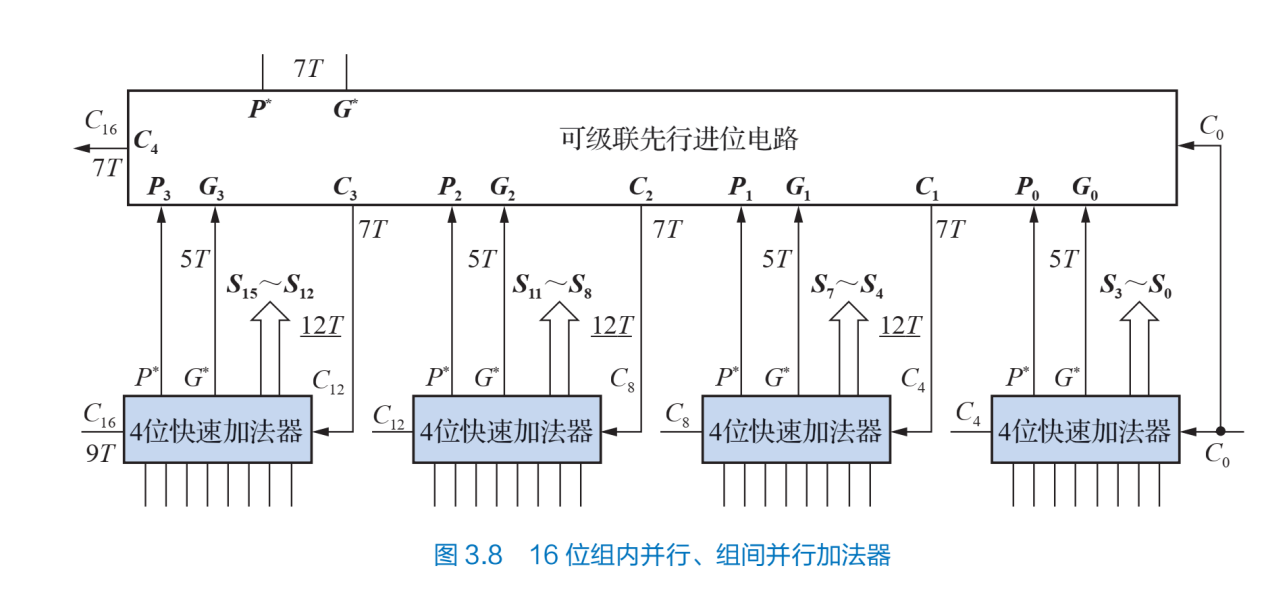 7T
P* G*
C₁₆ C₄ 可级联先行进位电路 C₀
7T
P₃ G₃ C₃ P₂ G₂ C₂ P₁ G₁ C₁ P₀ G₀
7T 7T 7T
5T 5T 5T 5T
S₁₅～S₁₂ S₁₁～S₈ S₇～S₄ S₃～S₀
12T 12T 12T
P* G* C₁₂ P* G* C₈ P* G* C₄ P* G*
C₁₆ 4位快速加法器 C₁₂ 4位快速加法器 C₈ 4位快速加法器 C₄ 4位快速加法器 C₀
9T
图 3.8 16 位组内并行、组间并行加法器